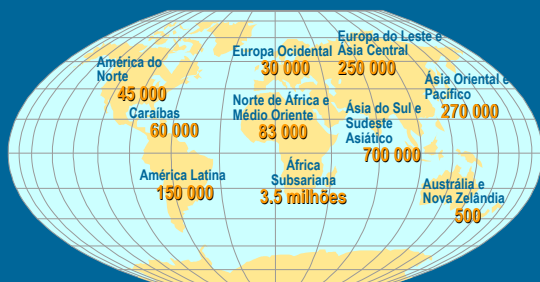 América do
Norte
45 000
Caraíbas
60 000
América Latina
150 000
Europa Ocidental
30 000
Norte de África e
Médio Oriente
83 000
África
Subsariana
3.5 milhões
Europa do Leste e
Ásia Central
250 000
Ásia do Sul e
Sudeste
Asiático
700 000
Ásia Oriental e
Pacífico
270 000
Austrália e
Nova Zelândia
500